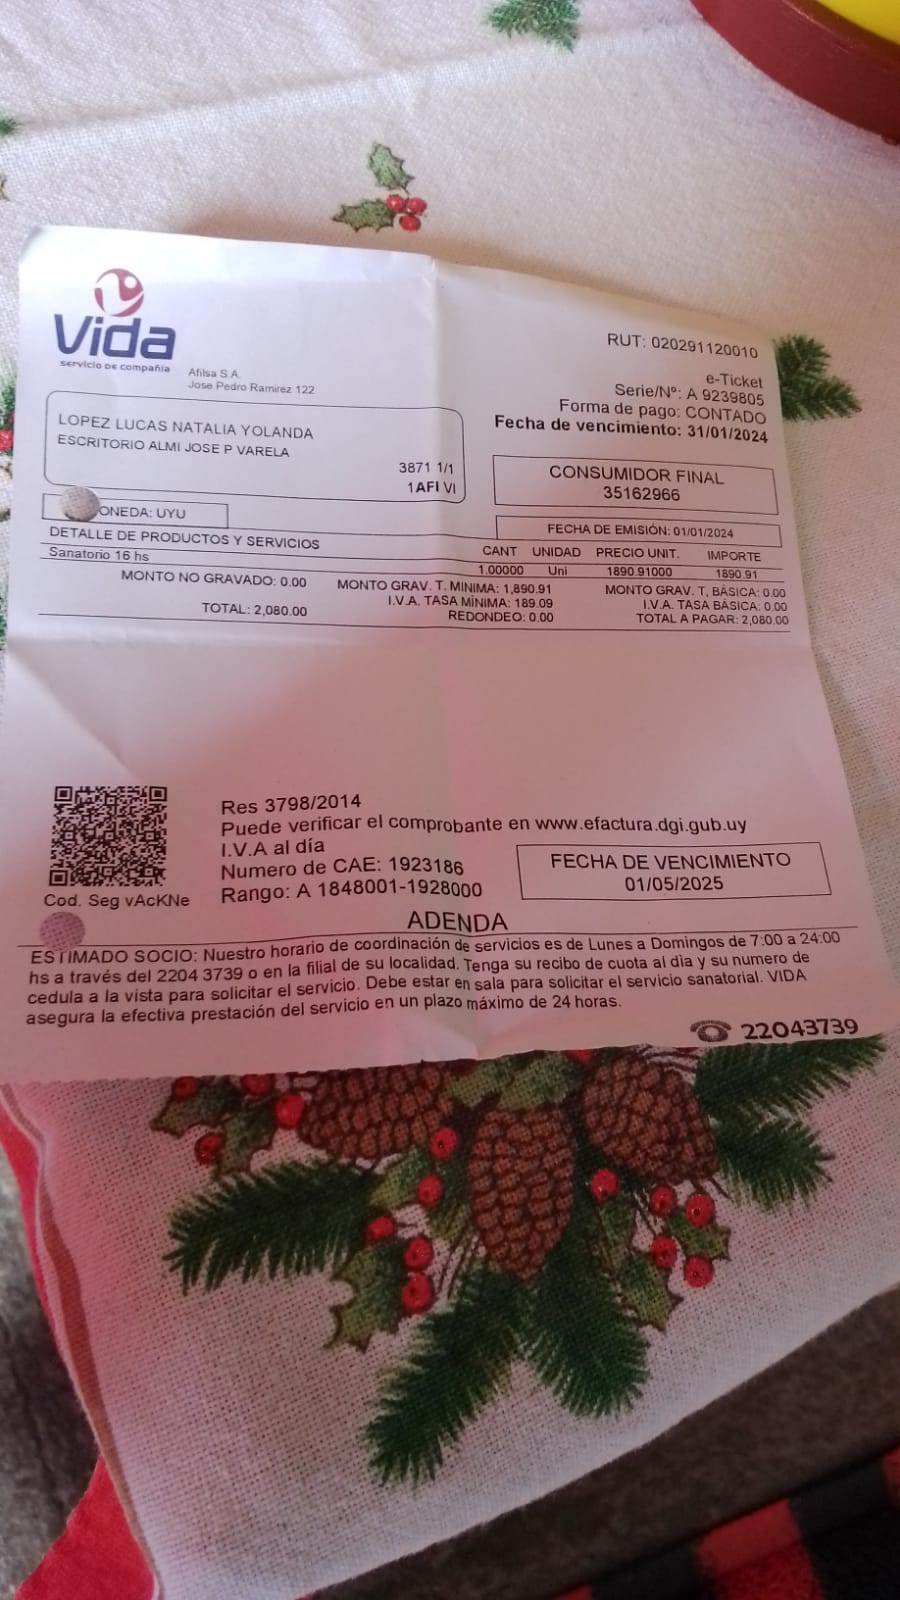 Vida
servicio de compañia
Afilsa S.A.
Jose Pedro Ramirez 122
RUT: 020291120010
e-Ticket
Serie/Nº: A 9239805
Forma de pago: CONTADO
Fecha de vencimiento: 31/01/2024
LOPEZ LUCAS NATALIA YOLANDA
ESCRITORIO ALMI JOSE P VARELA
3871 1/1
1AFI VI
CONSUMIDOR FINAL
35162966
ONEDA: UYU
FECHA DE EMISIÓN: 01/01/2024
DETALLE DE PRODUCTOS Y SERVICIOS CANT UNIDAD PRECIO UNIT. IMPORTE
Sanatorio 16 hs 1.00000 Uni 1890.91000 1890.91
MONTO NO GRAVADO: 0.00 MONTO GRAV. T. MINIMA: 1,890.91 MONTO GRAV. T. BÁSICA: 0.00
I.V.A. TASA MÍNIMA: 189.09 I.V.A. TASA BÁSICA: 0.00
TOTAL: 2,080.00 REDONDEO: 0.00 TOTAL A PAGAR: 2,080.00
Res 3798/2014
Puede verificar el comprobante en www.efactura.dgi.gub.uy
I.V.A al día
Numero de CAE: 1923186
Rango: A 1848001-1928000
FECHA DE VENCIMIENTO
01/05/2025
Cod. Seg vAcKNe
ADENDA
ESTIMADO SOCIO: Nuestro horario de coordinación de servicios es de Lunes a Domingos de 7:00 a 24:00
hs a través del 2204 3739 o en la filial de su localidad. Tenga su recibo de cuota al día y su numero de
cedula a la vista para solicitar el servicio. Debe estar en sala para solicitar el servicio sanatorial. VIDA
asegura la efectiva prestación del servicio en un plazo máximo de 24 horas.
22043739